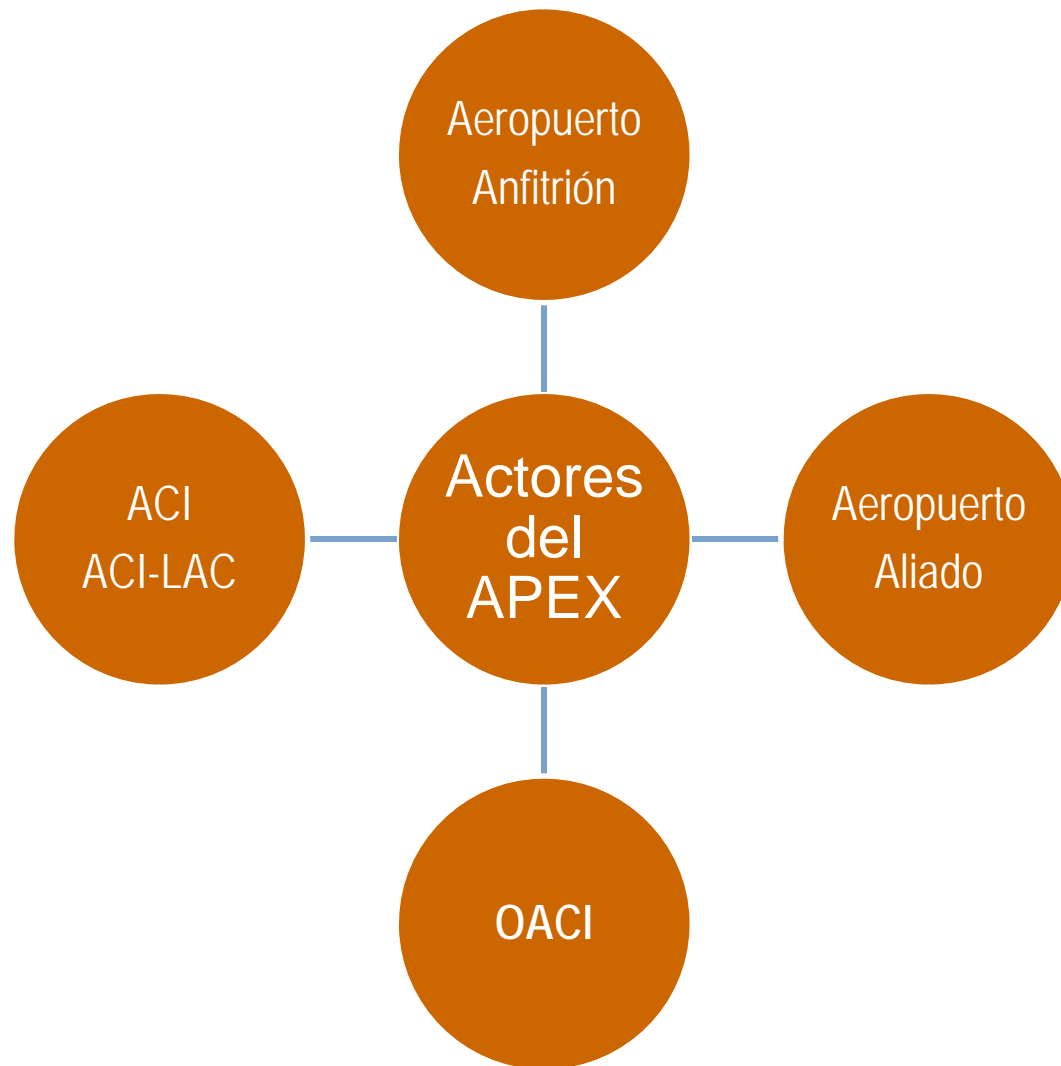 Aeropuerto
Anfitrión
ACI
ACI-LAC
Actores
del
APEX
Aeropuerto
Aliado
OACI